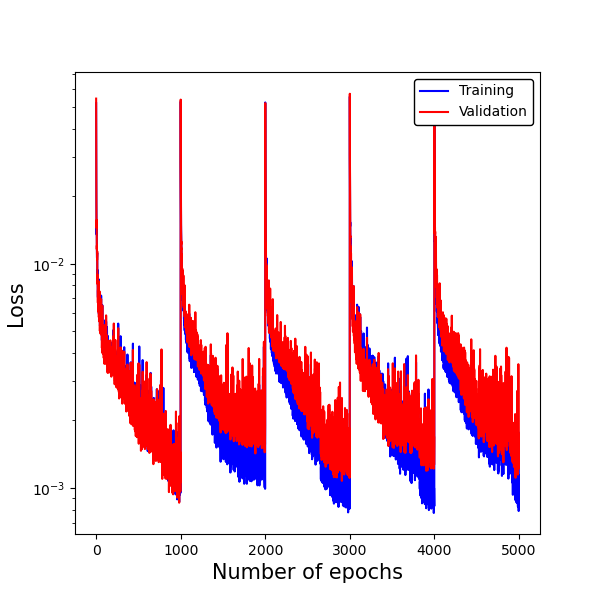 Training
Validation
Loss
10⁻²
10⁻³
0 1000 2000 3000 4000 5000
Number of epochs